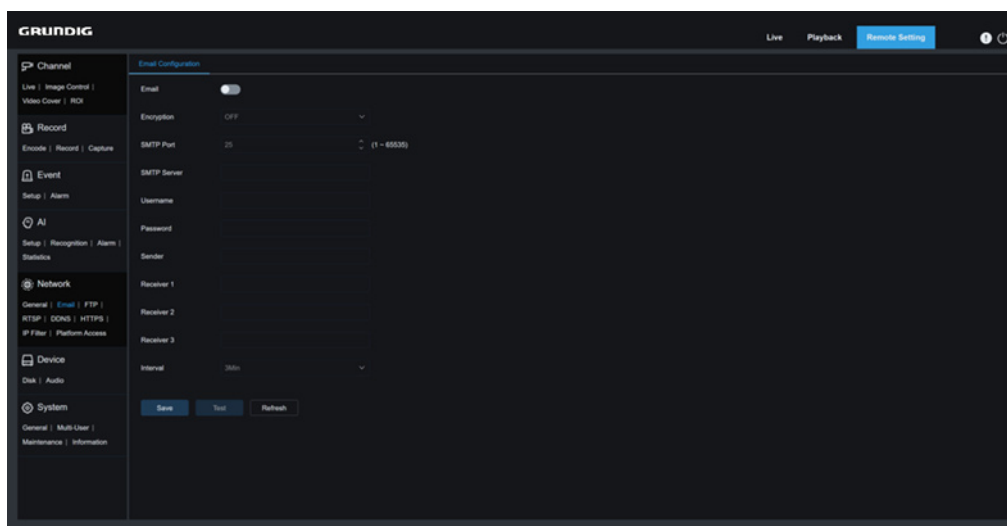 GRUNDIG
Live Playback Remote Setting
Channel
Live | Image Control |
Video Cover | ROI
Record
Encode | Record | Capture
Event
Setup | Alarm
AI
Setup | Recognition | Alarm |
Statistics
Network
General | Email | FTP |
RTSP | DDNS | HTTPS |
IP Filter | Platform Access
Device
Disk | Audio
System
General | Multi-User |
Maintenance | Information
Email Configuration
Email
Encryption OFF
SMTP Port 25 (1 ~ 65535)
SMTP Server
Username
Password
Sender
Receiver 1
Receiver 2
Receiver 3
Interval 3Min
Save Test Refresh